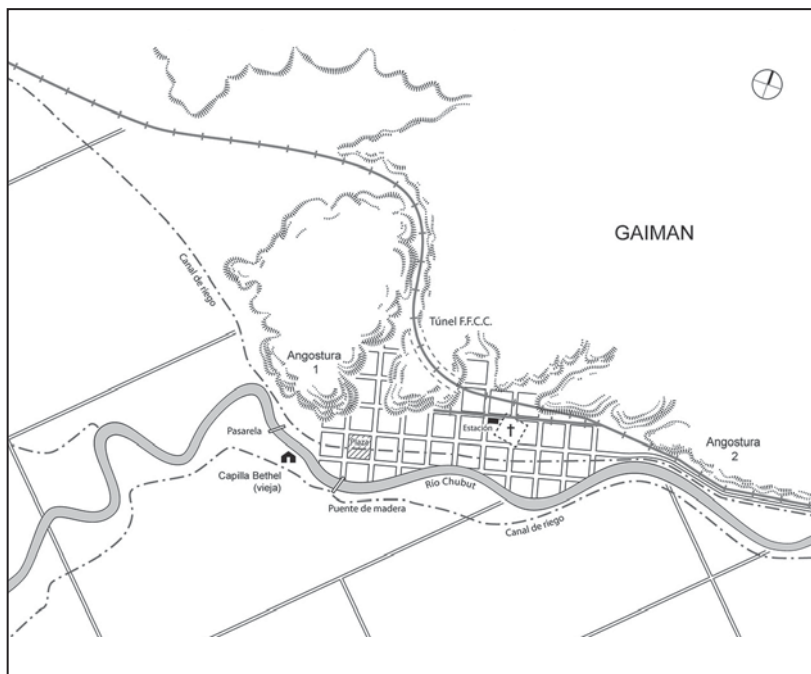 GAIMAN
Canal de riego
Túnel F.F.C.C.
Angostura
1
Estación
Angostura
2
Pasarela
Plaza
Capilla Bethel
(vieja)
Río Chubut
Puente de madera
Canal de riego